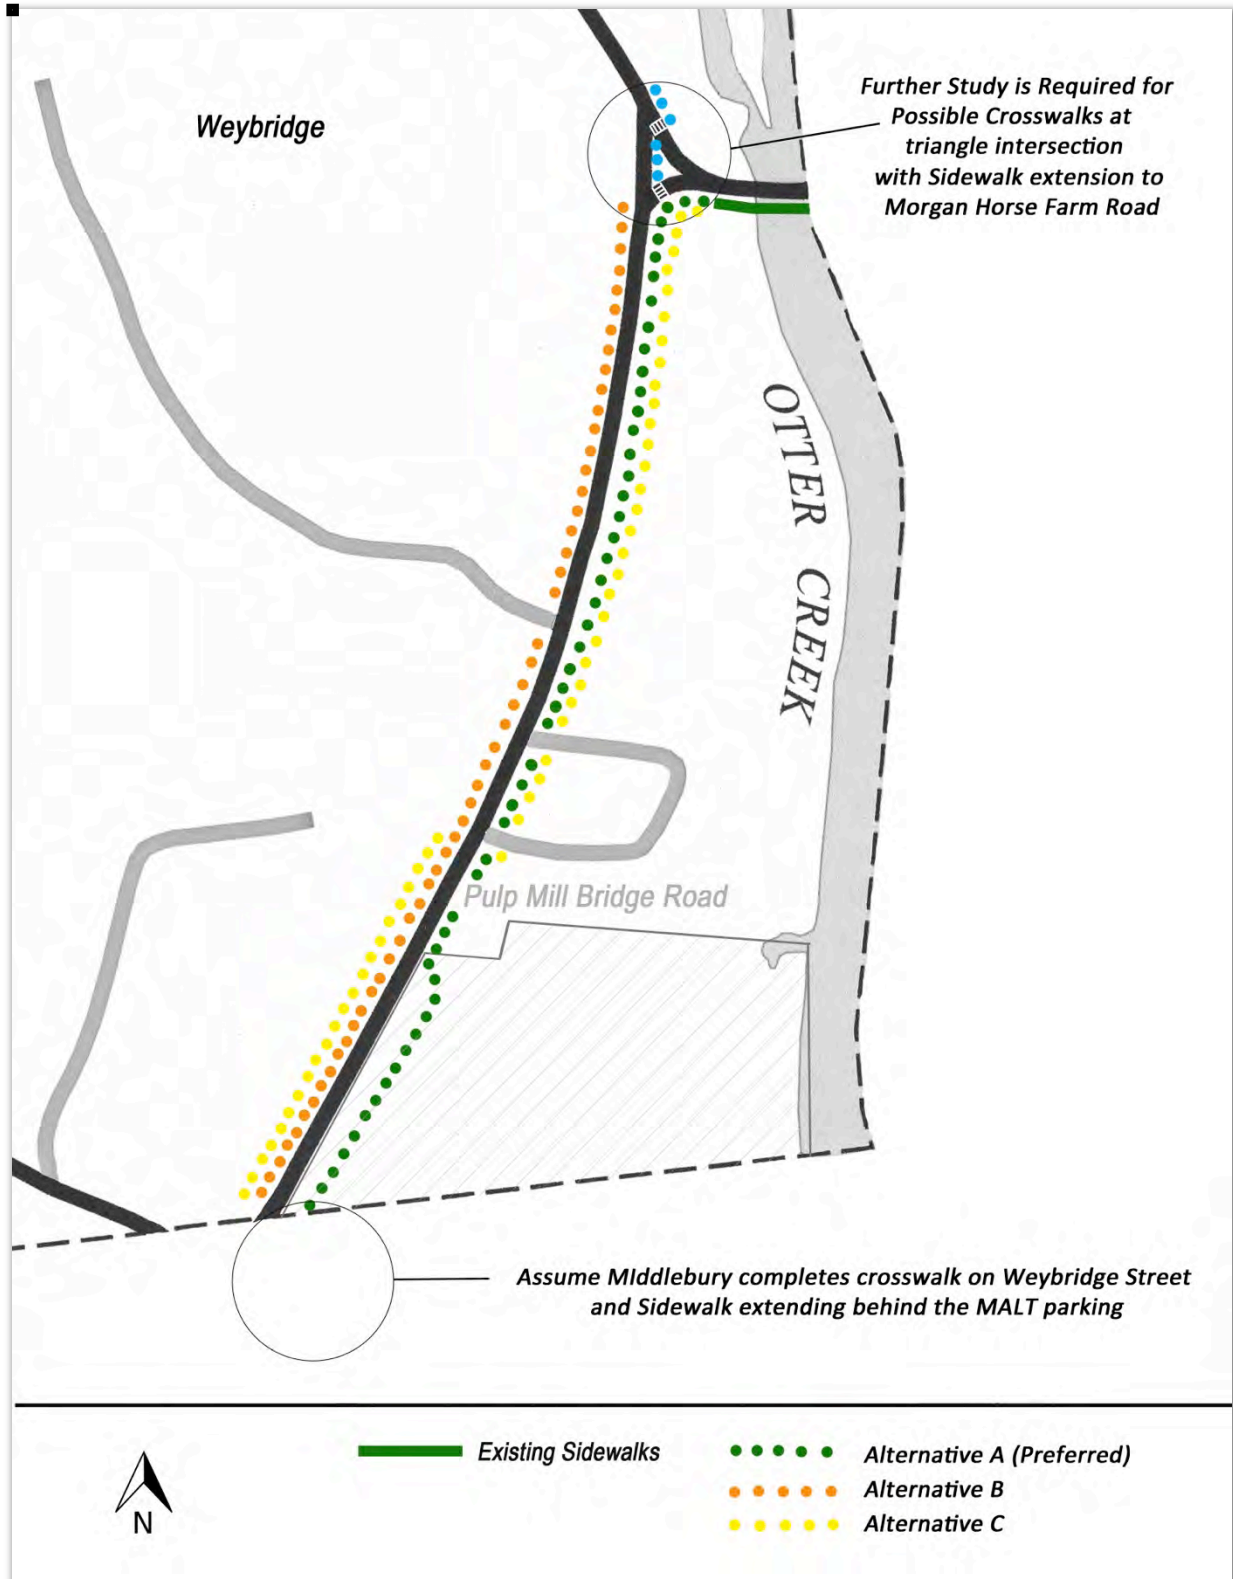 Weybridge
Further Study is Required for
Possible Crosswalks at
triangle intersection
with Sidewalk extension to
Morgan Horse Farm Road
OTTER CREEK
Pulp Mill Bridge Road
Assume MIddlebury completes crosswalk on Weybridge Street
and Sidewalk extending behind the MALT parking
N
Existing Sidewalks
Alternative A (Preferred)
Alternative B
Alternative C